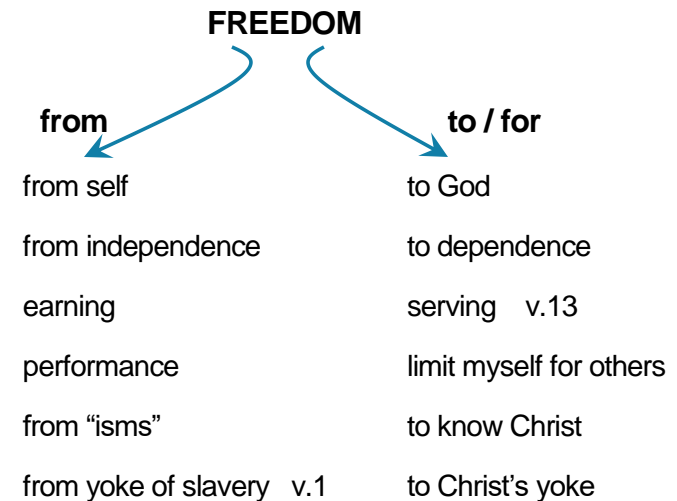 FREEDOM
from to / for
from self to God
from independence to dependence
earning serving v.13
performance limit myself for others
from “isms” to know Christ
from yoke of slavery v.1 to Christ’s yoke